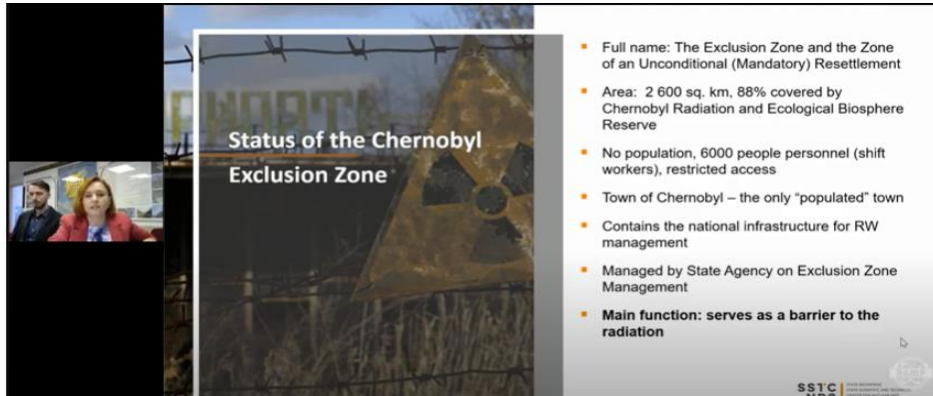 Status of the Chernobyl
Exclusion Zone
▪ Full name: The Exclusion Zone and the Zone
of an Unconditional (Mandatory) Resettlement
▪ Area:  2 600 sq. km, 88% covered by
Chernobyl Radiation and Ecological Biosphere
Reserve
▪ No population, 6000 people personnel (shift
workers), restricted access
▪ Town of Chernobyl – the only “populated” town
▪ Contains the national infrastructure for RW
management
▪ Managed by State Agency on Exclusion Zone
Management
▪ Main function: serves as a barrier to the
radiation
SSTC